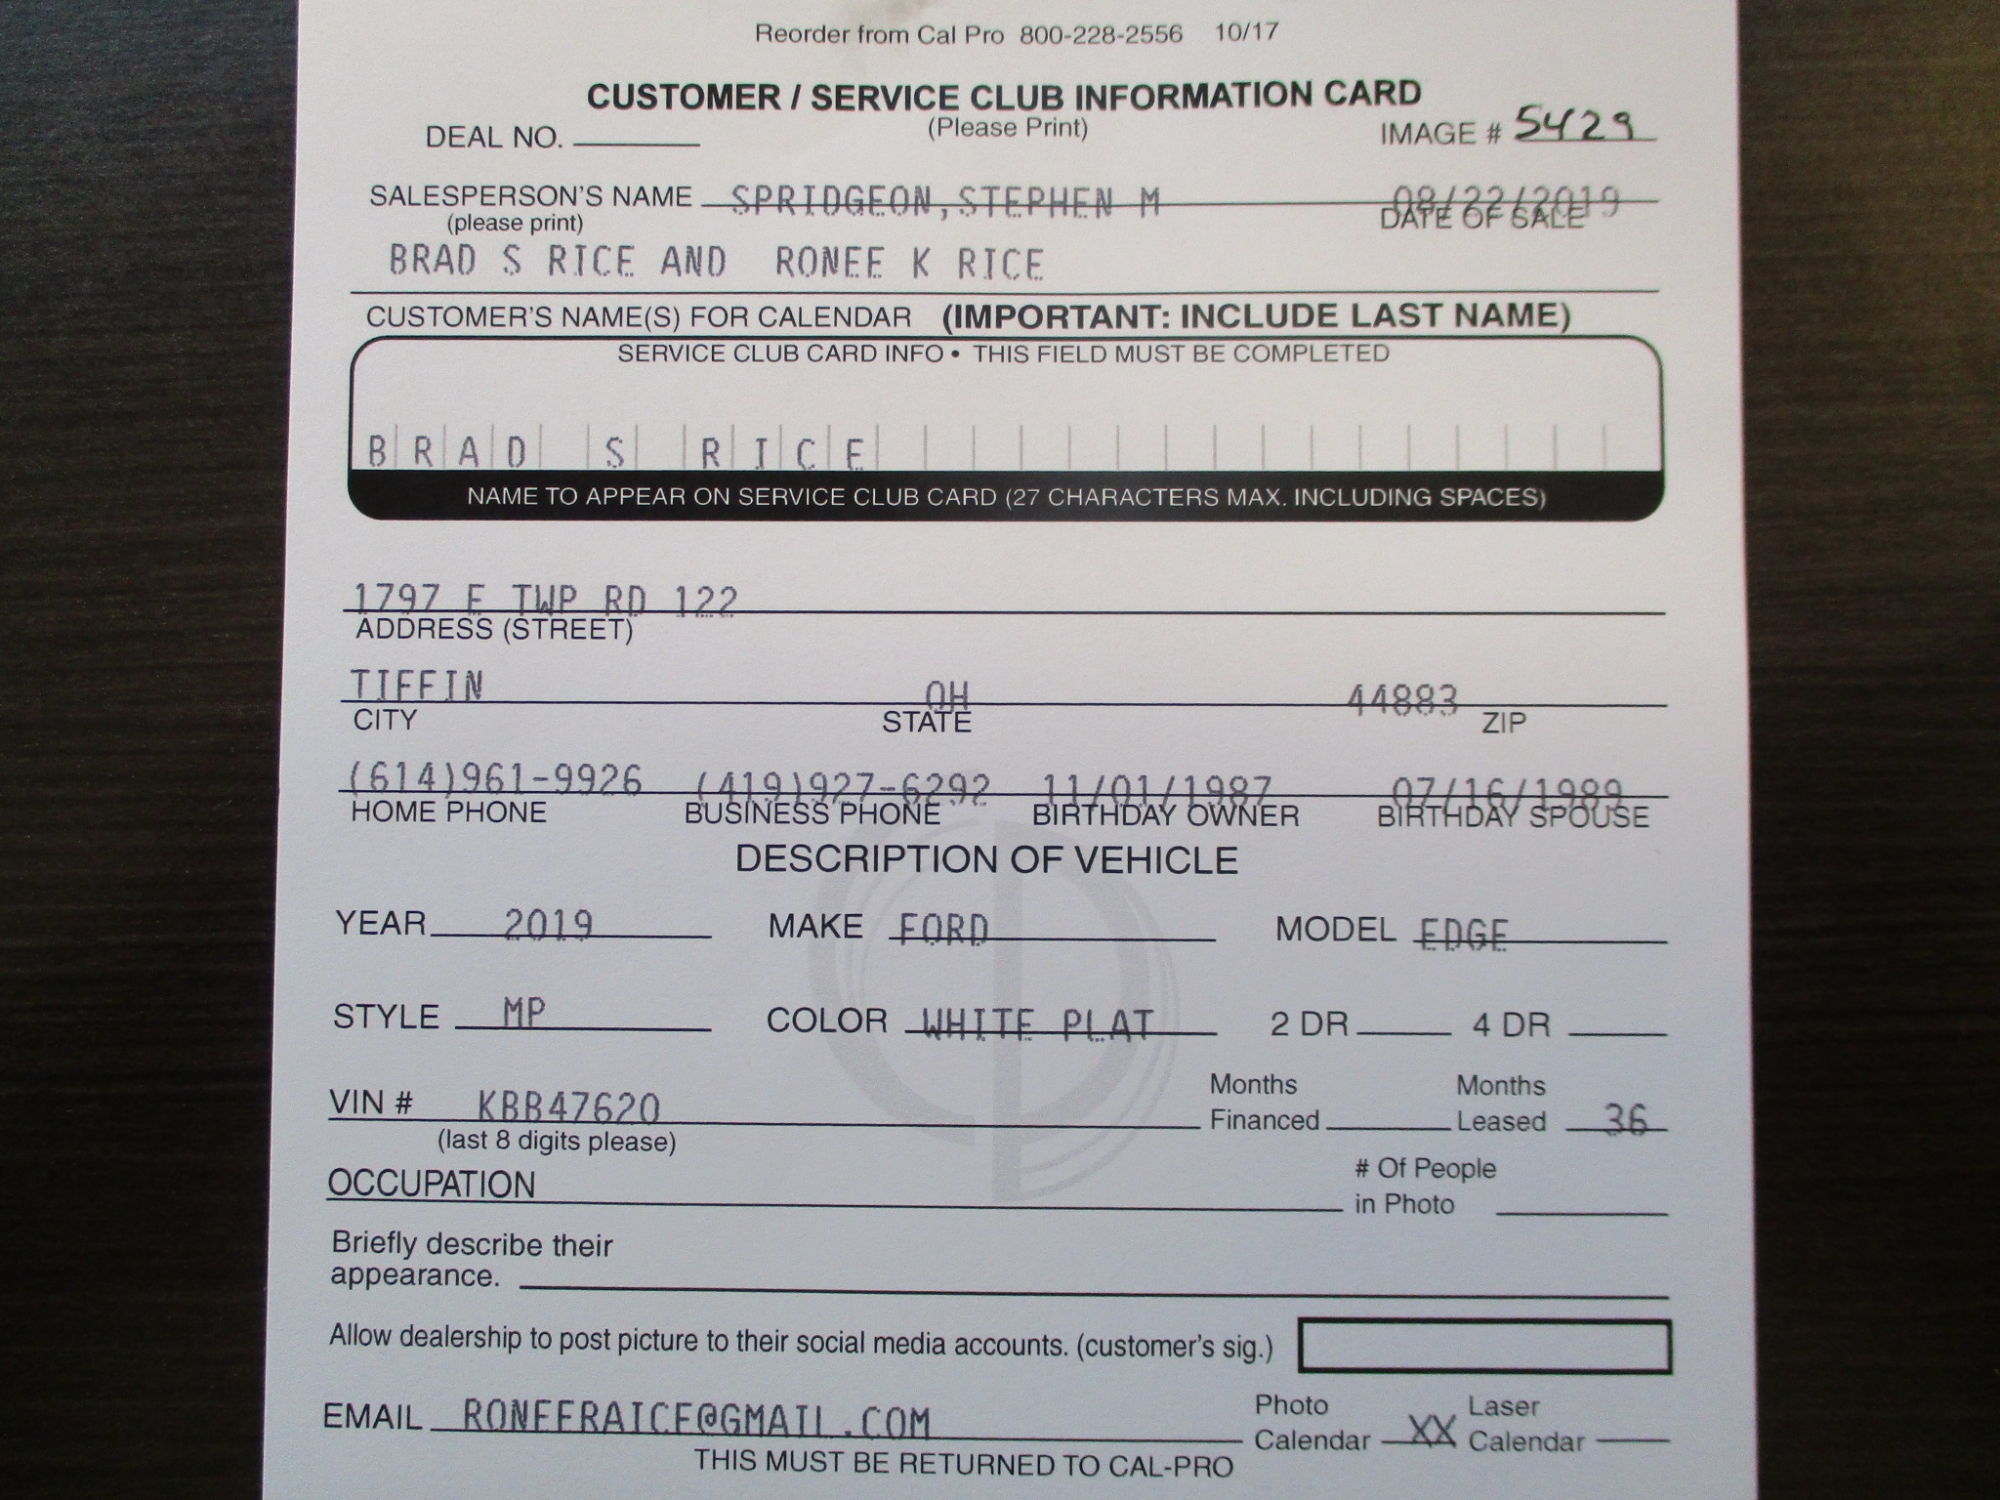 Reorder from Cal Pro 800-228-2556 10/17
CUSTOMER / SERVICE CLUB INFORMATION CARD
(Please Print)
DEAL NO. IMAGE # 5429
SALESPERSON'S NAME SPRIDGEON,STEPHEN M 08/22/2019
(please print) DATE OF SALE
BRAD S RICE AND RONEE K RICE
CUSTOMER'S NAME(S) FOR CALENDAR (IMPORTANT: INCLUDE LAST NAME)
SERVICE CLUB CARD INFO • THIS FIELD MUST BE COMPLETED
BRAD S RICE
NAME TO APPEAR ON SERVICE CLUB CARD (27 CHARACTERS MAX. INCLUDING SPACES)
1797 E TWP RD 122
ADDRESS (STREET)
TIFFIN OH 44883
CITY STATE ZIP
(614)961-9926 (419)927-6292 11/01/1987 07/16/1989
HOME PHONE BUSINESS PHONE BIRTHDAY OWNER BIRTHDAY SPOUSE
DESCRIPTION OF VEHICLE
YEAR 2019 MAKE FORD MODEL EDGE
STYLE MP COLOR WHITE PLAT 2 DR 4 DR
Months Months
VIN # KBB47620 Financed Leased 36
(last 8 digits please)
OCCUPATION # Of People
in Photo
Briefly describe their
appearance.
Allow dealership to post picture to their social media accounts. (customer's sig.)
Photo Laser
EMAIL RONEERAICE@GMAIL.COM Calendar XX Calendar
THIS MUST BE RETURNED TO CAL-PRO